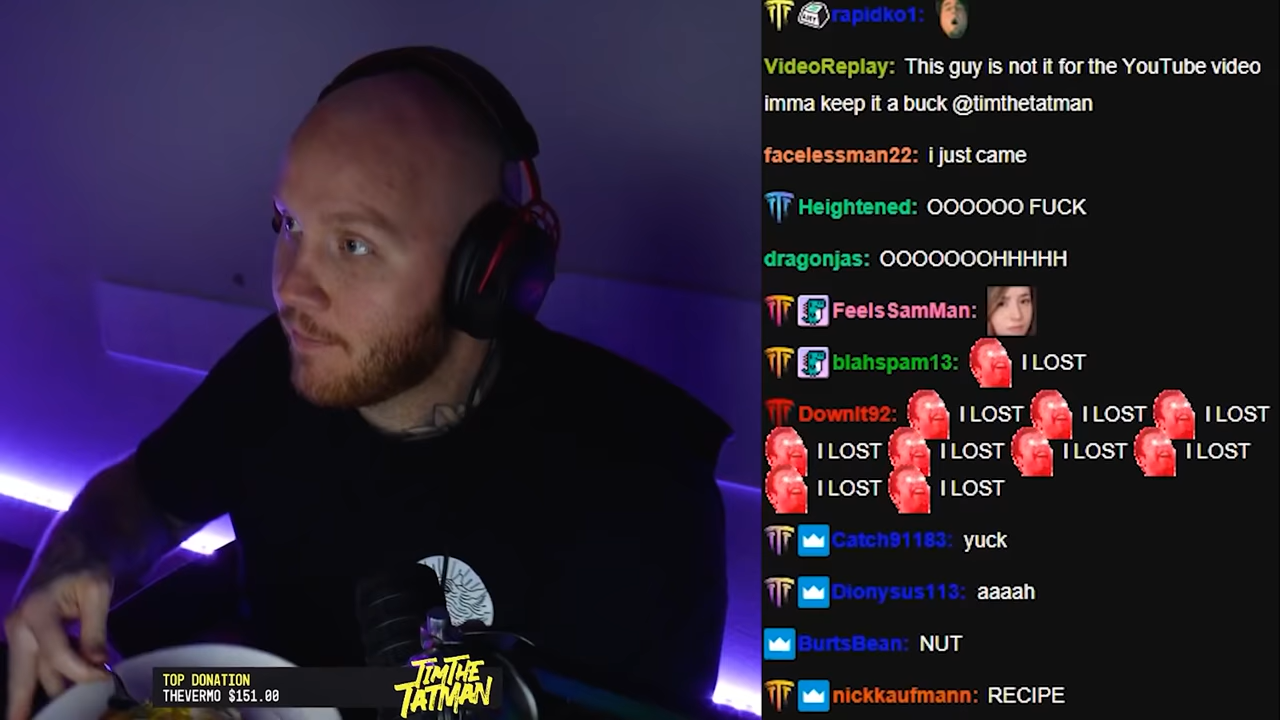 rapidko1:
VideoReplay: This guy is not it for the YouTube video
imma keep it a buck @timthetatman
facelessman22: i just came
Heightened: OOOOOO FUCK
dragonjas: OOOOOOOHHHHH
FeelsSamMan:
blahspam13: I LOST
DownIt92: I LOST I LOST I LOST
I LOST I LOST I LOST I LOST
I LOST I LOST
Catch91183: yuck
Dionysus113: aaaah
BurtsBean: NUT
nickkaufmann: RECIPE
TOP DONATION
THEVERMO $151.00
TIMTHE
TATMAN